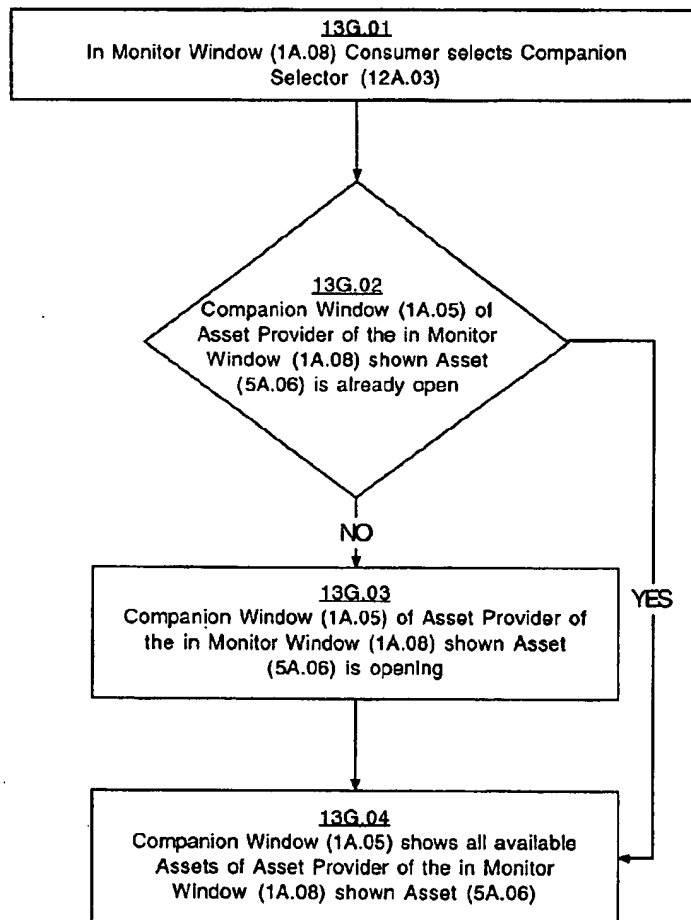 13G.01
In Monitor Window (1A.08) Consumer selects Companion
Selector (12A.03)
13G.02
Companion Window (1A.05) of
Asset Provider of the in Monitor
Window (1A.08) shown Asset
(5A.06) is already open
NO
YES
13G.03
Companion Window (1A.05) of Asset Provider of
the in Monitor Window (1A.08) shown Asset
(5A.06) is opening
13G.04
Companion Window (1A.05) shows all available
Assets of Asset Provider of the in Monitor
Window (1A.08) shown Asset (5A.06)